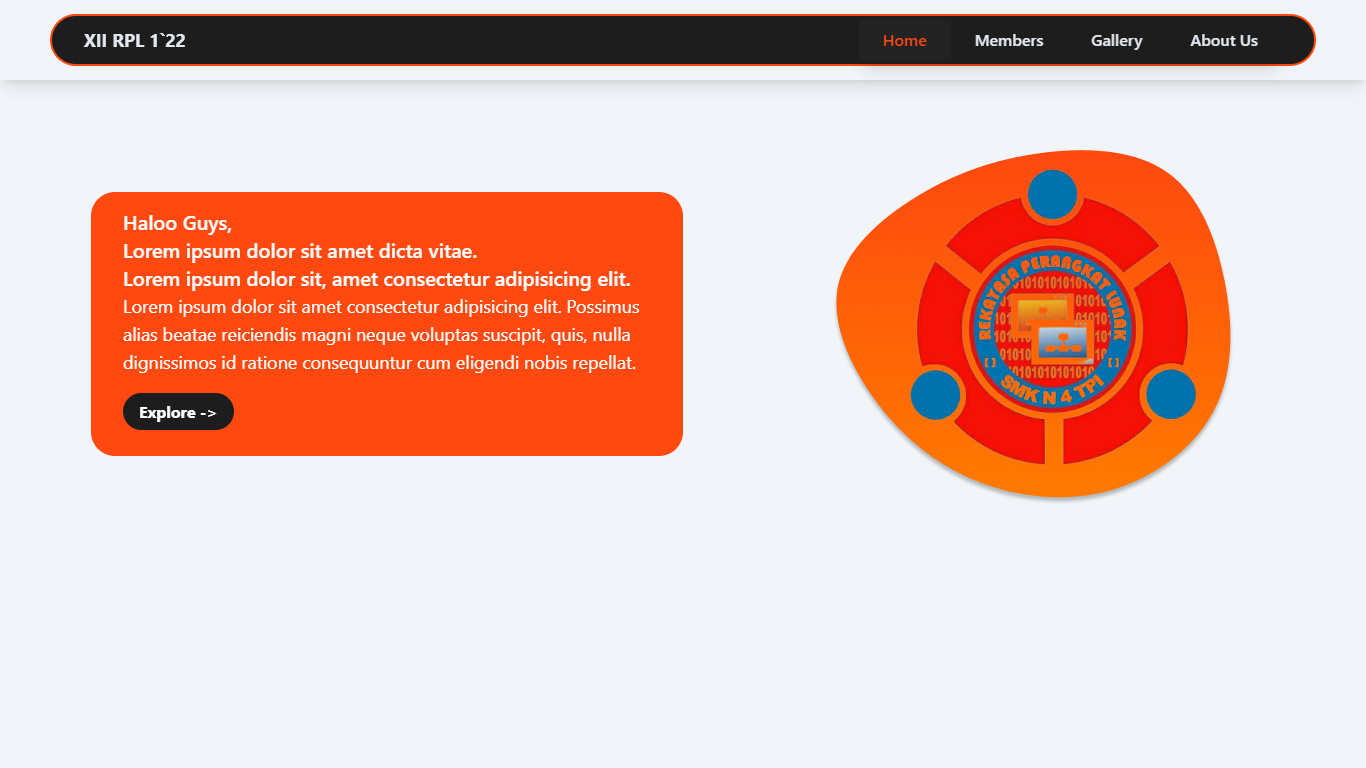 XII RPL 1`22
Home
Members
Gallery
About Us
Haloo Guys,
Lorem ipsum dolor sit amet dicta vitae.
Lorem ipsum dolor sit, amet consectetur adipisicing elit.
Lorem ipsum dolor sit amet consectetur adipisicing elit. Possimus
alias beatae reiciendis magni neque voluptas suscipit, quis, nulla
dignissimos id ratione consequuntur cum eligendi nobis repellat.
Explore ->
REKAYASA PERANGKAT LUNAK
[ ] [ ]
SMK N 4 TPI